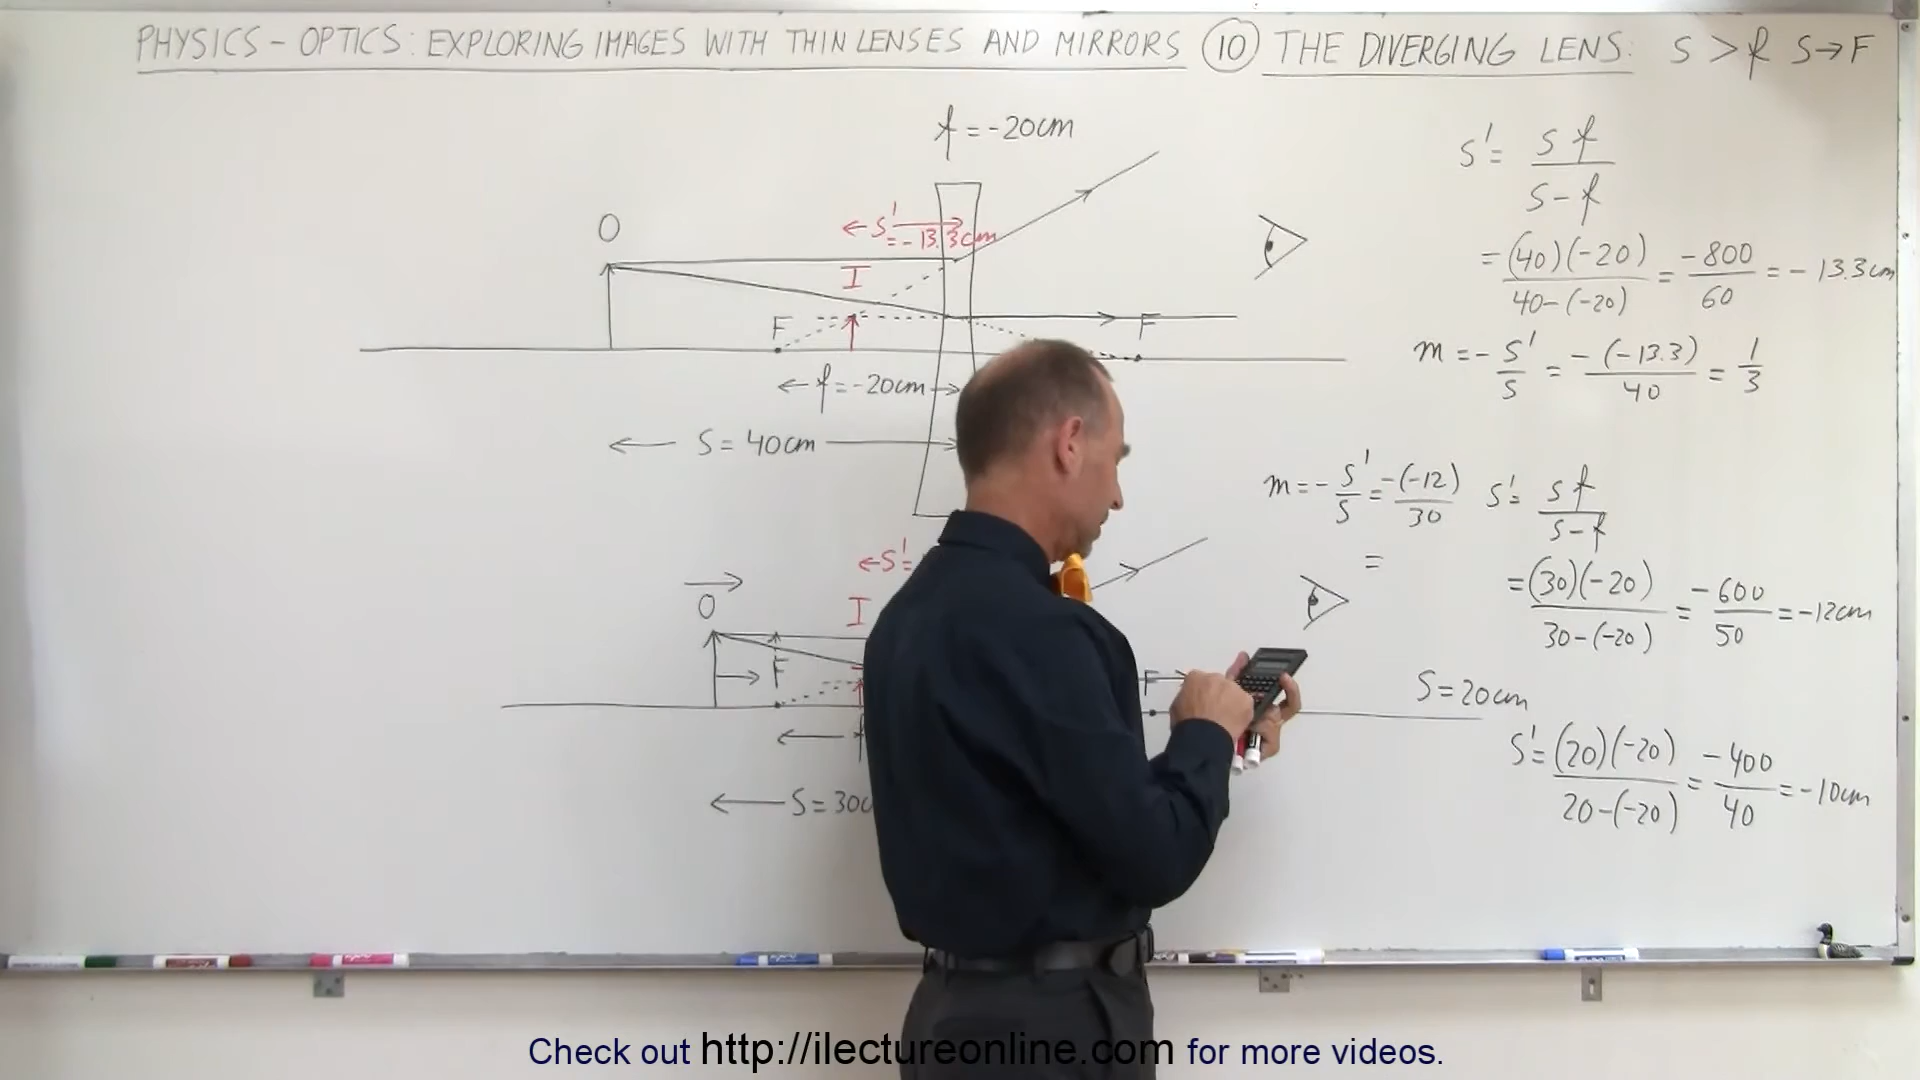 PHYSICS - OPTICS: EXPLORING IMAGES WITH THIN LENSES AND MIRRORS (10) THE DIVERGING LENS: S > f S → F
f = -20cm
O
← S' →
= -13.3cm
I
F
F
← f = -20cm →
← S = 40cm →
S' = S f / S - f
= (40)(-20) / 40-(-20) = -800 / 60 = -13.3cm
m = - S' / S = -(-13.3) / 40 = 1/3
m = - S' / S = -(-12) / 30
=
S' = S f / S - f
= (30)(-20) / 30-(-20) = -600 / 50 = -12cm
S = 20cm
S' = (20)(-20) / 20-(-20) = -400 / 40 = -10cm
→
O
← S' =
I
F
F
← f
← S = 30c
Check out http://ilectureonline.com for more videos.